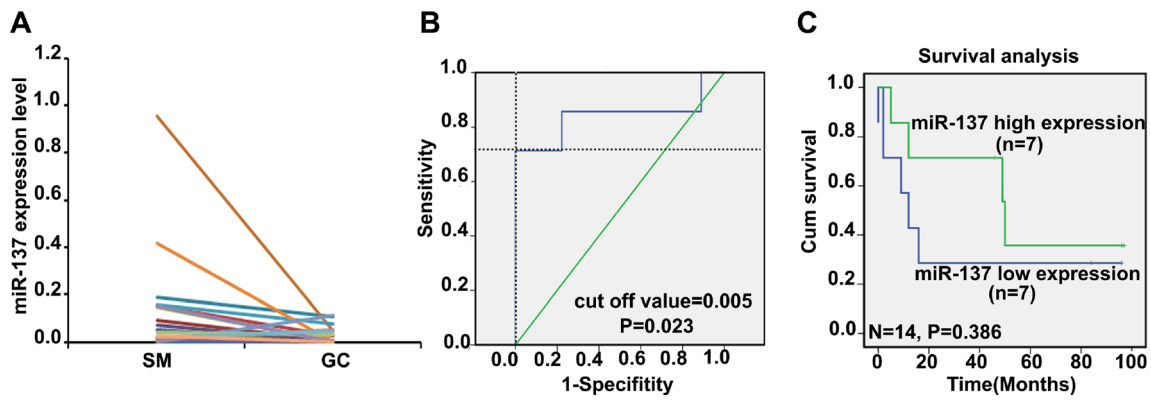 A
miR-137 expression level
1.2
1.0
0.8
0.6
0.4
0.2
0.0
SM
GC
B
Sensitivity
1.0
0.8
0.6
0.4
0.2
0.0
cut off value=0.005
P=0.023
0.0 0.2 0.4 0.6 0.8 1.0
1-Specifitity
C
Survival analysis
Cum survival
1.0
0.8
0.6
0.4
0.2
0.0
miR-137 high expression
(n=7)
miR-137 low expression
(n=7)
N=14, P=0.386
0 20 40 60 80 100
Time(Months)